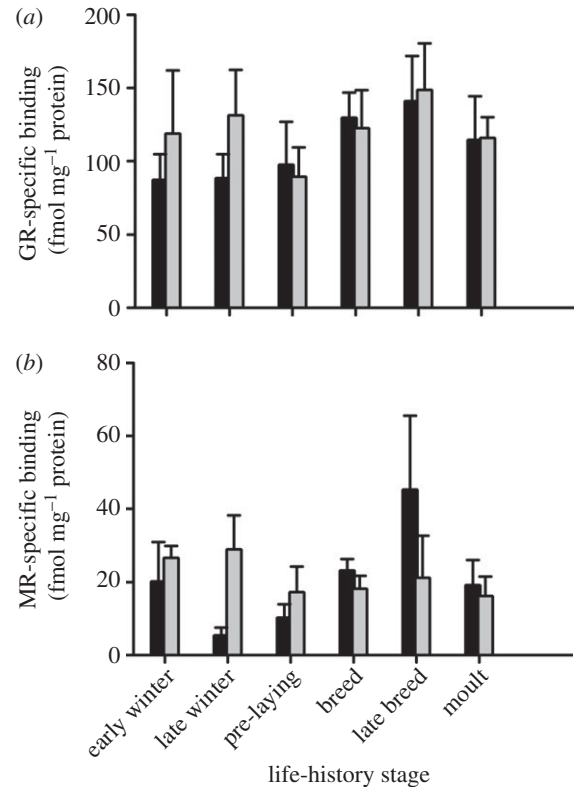 (a)
GR-specific binding
(fmol mg⁻¹ protein)
200
150
100
50
0
(b)
MR-specific binding
(fmol mg⁻¹ protein)
80
60
40
20
0
early winter
late winter
pre-laying
breed
late breed
moult
life-history stage